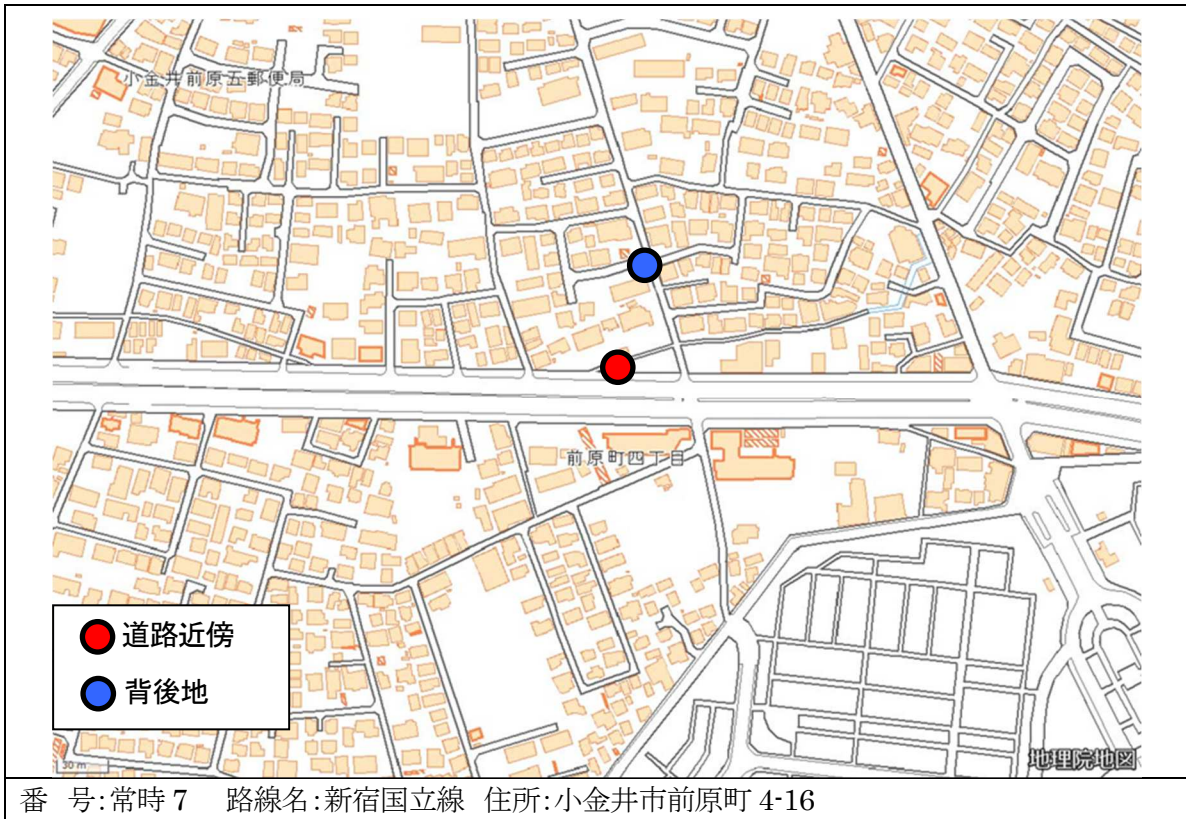 小金井前原五郵便局
前原町四丁目
道路近傍
背後地
30 m
地理院地図
番 号:常時 7 路線名:新宿国立線 住所:小金井市前原町 4-16